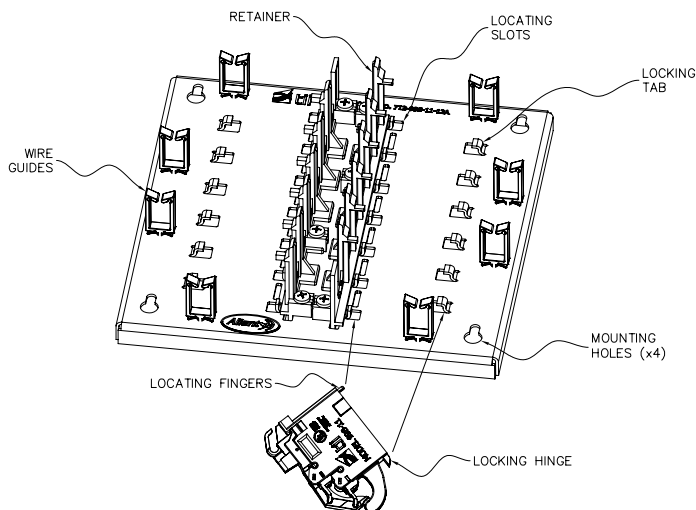 RETAINER
LOCATING
SLOTS
LOCKING
TAB
WIRE
GUIDES
MOUNTING
HOLES (x4)
LOCATING FINGERS
LOCKING HINGE